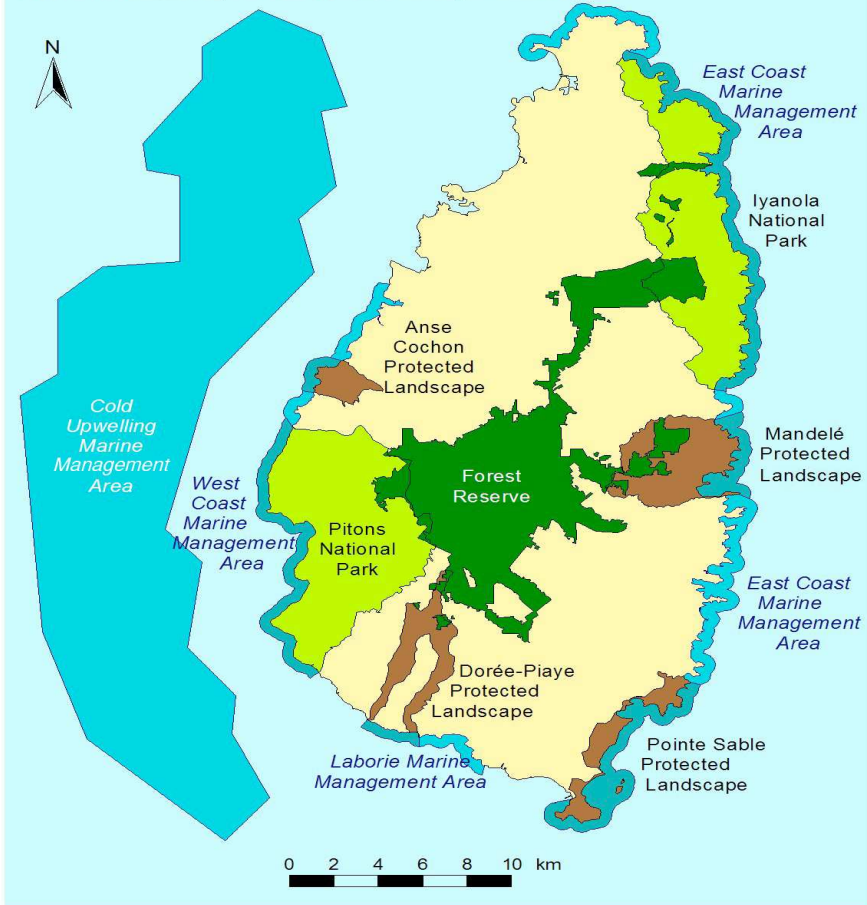 N
East Coast
Marine
Management
Area
Iyanola
National
Park
Anse
Cochon
Protected
Landscape
Cold
Upwelling
Marine
Management
Area
Mandelé
Protected
Landscape
West
Coast
Marine
Management
Area
Forest
Reserve
Pitons
National
Park
East Coast
Marine
Management
Area
Dorée-Piaye
Protected
Landscape
Pointe Sable
Protected
Landscape
Laborie Marine
Management Area
0 2 4 6 8 10 km